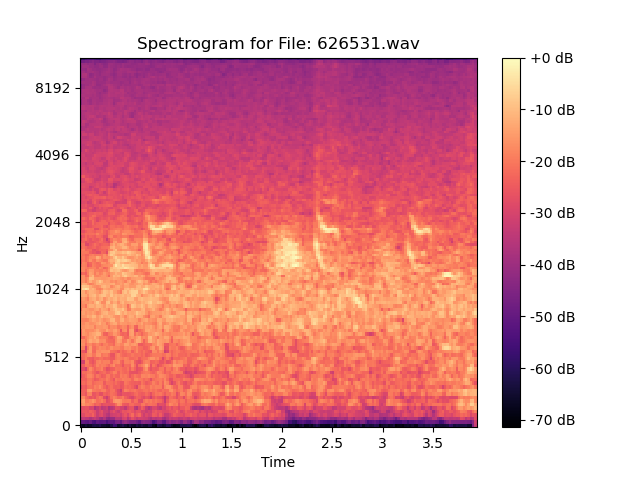 Spectrogram for File: 626531.wav
+0 dB
8192
-10 dB
4096
-20 dB
2048
-30 dB
Hz
-40 dB
1024
-50 dB
512
-60 dB
0
-70 dB
0 0.5 1 1.5 2 2.5 3 3.5
Time